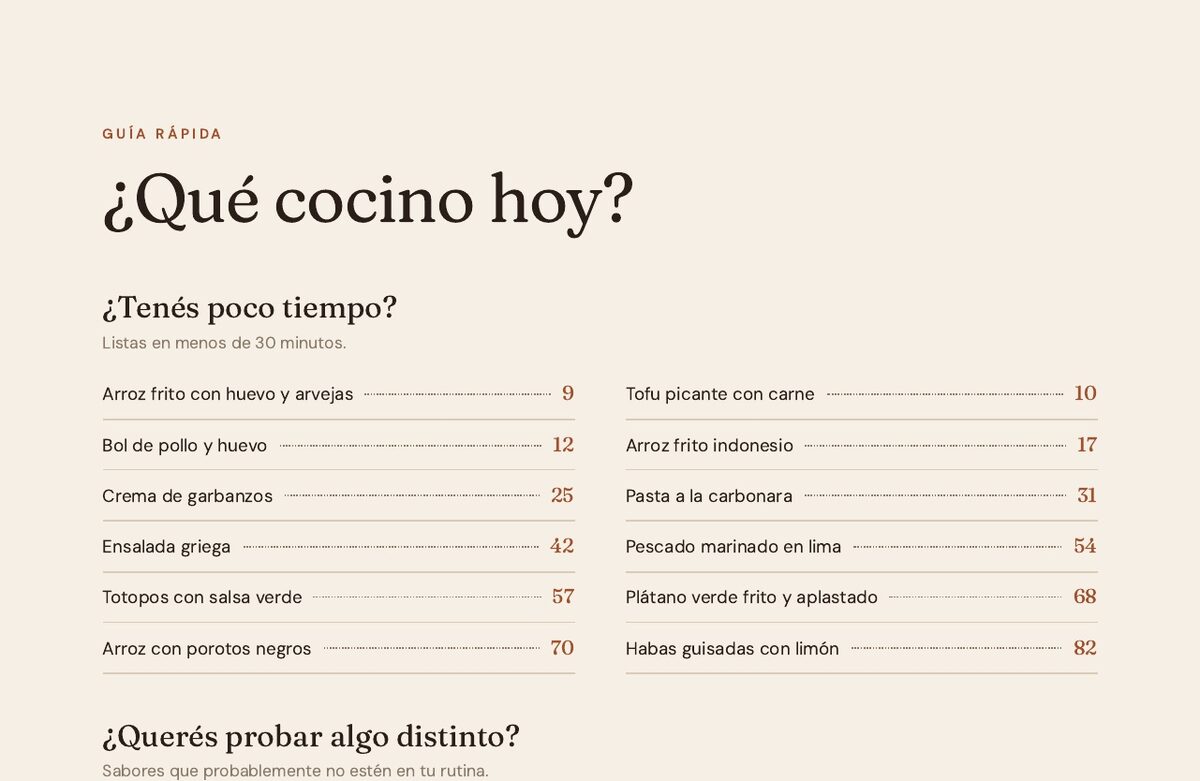 GUÍA RÁPIDA
¿Qué cocino hoy?
¿Tenés poco tiempo?
Listas en menos de 30 minutos.
Arroz frito con huevo y arvejas 9
Tofu picante con carne 10
Bol de pollo y huevo 12
Arroz frito indonesio 17
Crema de garbanzos 25
Pasta a la carbonara 31
Ensalada griega 42
Pescado marinado en lima 54
Totopos con salsa verde 57
Plátano verde frito y aplastado 68
Arroz con porotos negros 70
Habas guisadas con limón 82
¿Querés probar algo distinto?
Sabores que probablemente no estén en tu rutina.